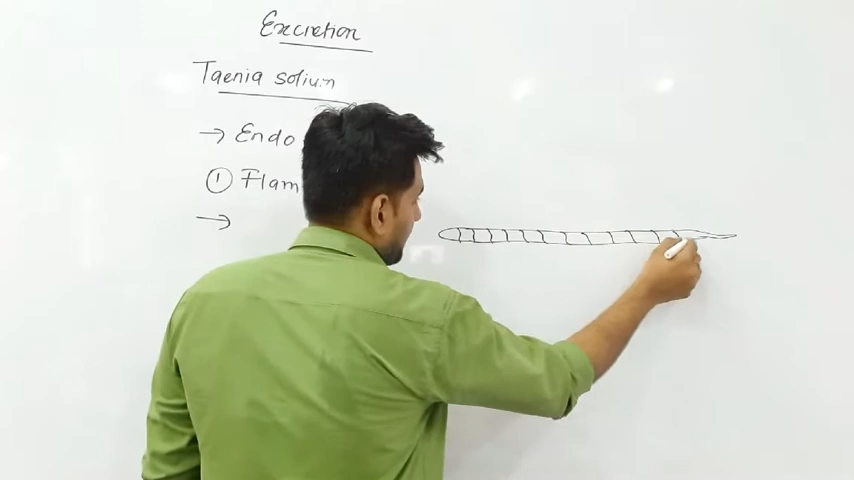 Excretion
Taenia solium
→ Endo
① Flam
→